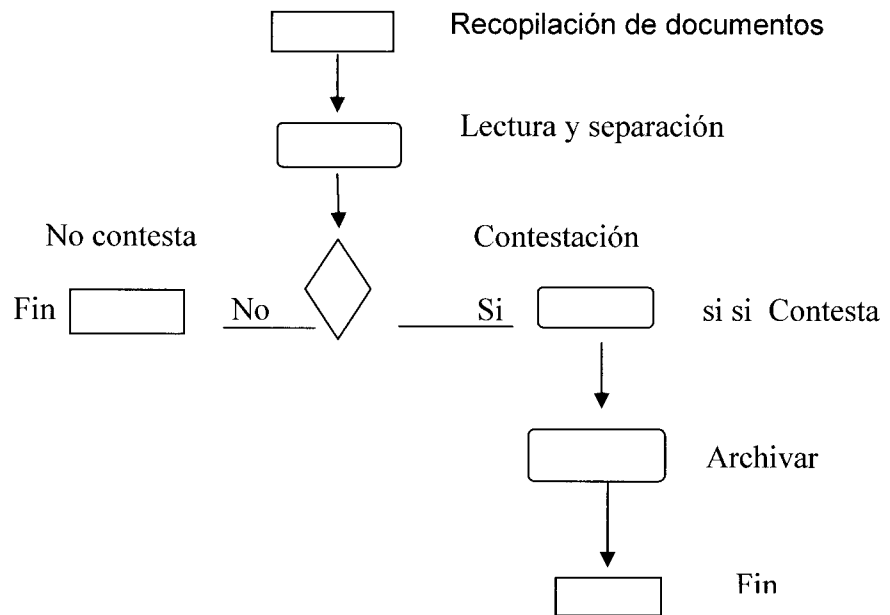 Recopilación de documentos
Lectura y separación
No contesta
Contestación
Fin
No
Si
si si Contesta
Archivar
Fin